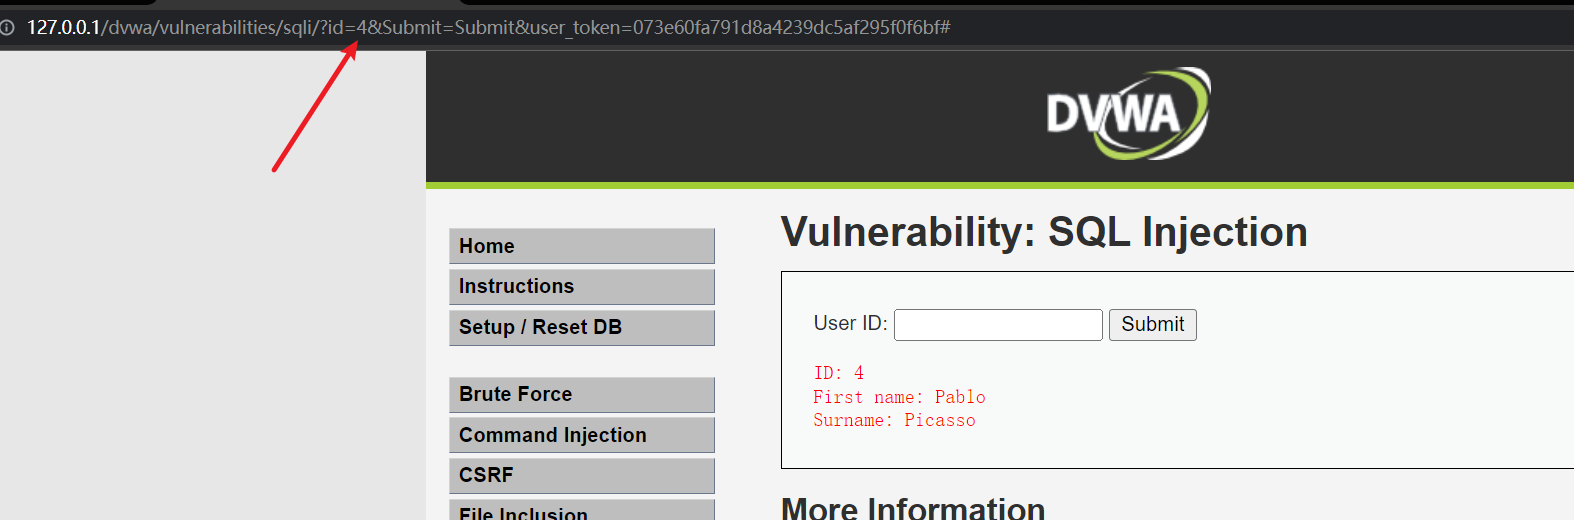 127.0.0.1/dvwa/vulnerabilities/sqli/?id=4&Submit=Submit&user_token=073e60fa791d8a4239dc5af295f0f6bf#
DVWA
Home
Instructions
Setup / Reset DB
Brute Force
Command Injection
CSRF
File Inclusion
Vulnerability: SQL Injection
User ID: Submit
ID: 4
First name: Pablo
Surname: Picasso
More Information